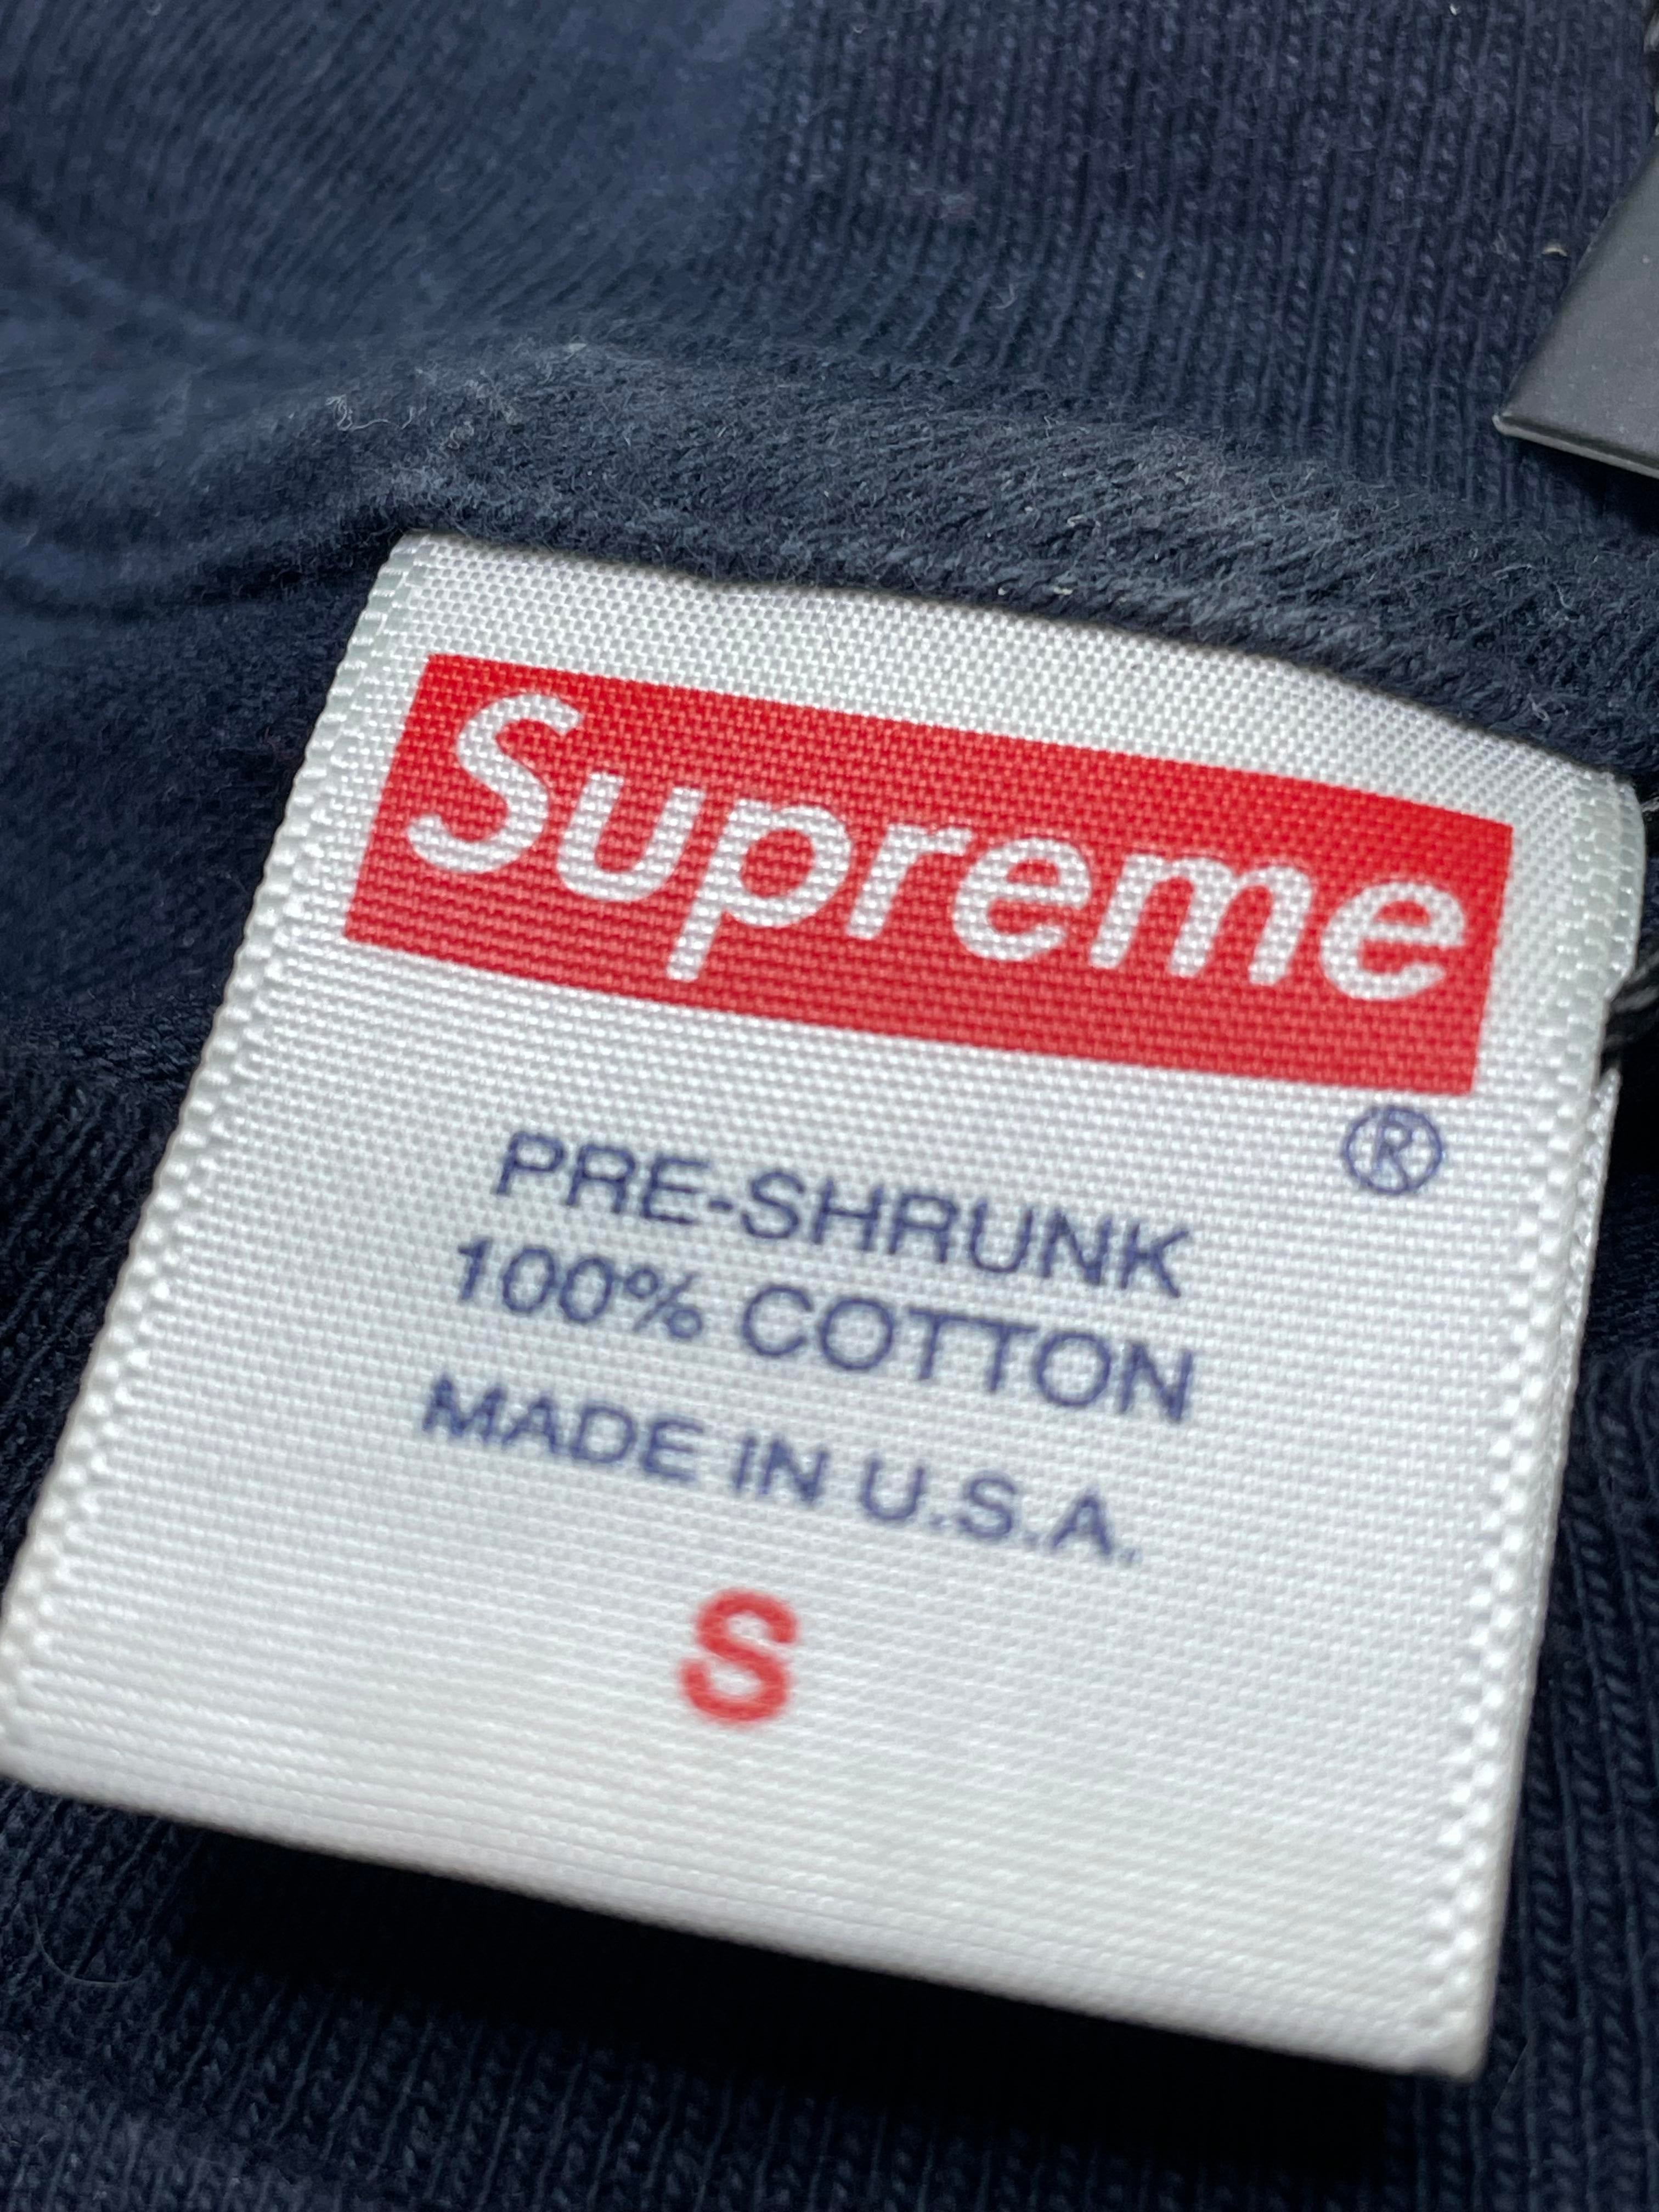 Supreme
®
PRE-SHRUNK
100% COTTON
MADE IN U.S.A.
S